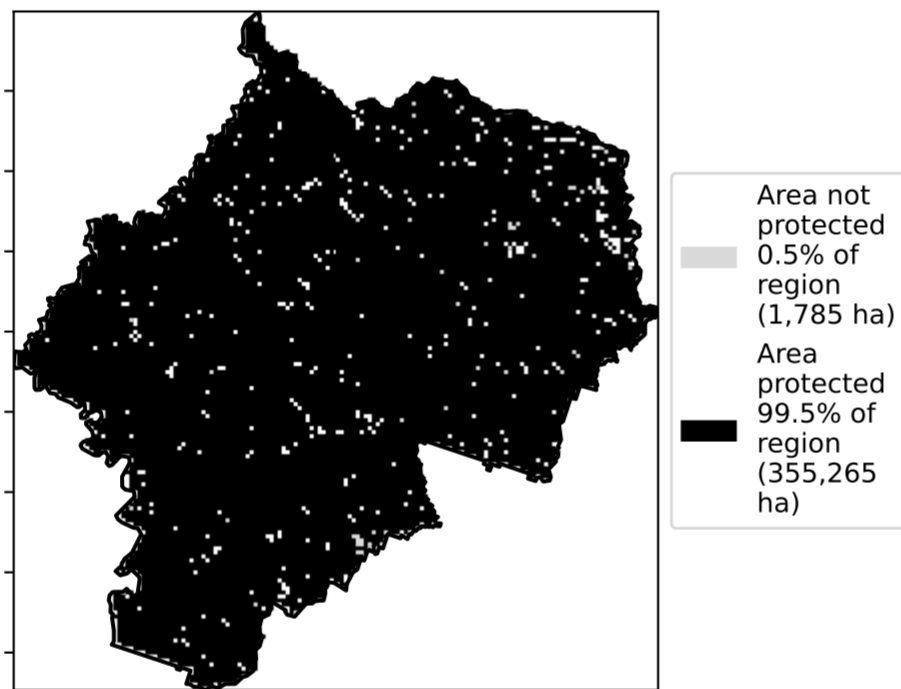 Area not
protected
0.5% of
region
(1,785 ha)
Area
protected
99.5% of
region
(355,265
ha)